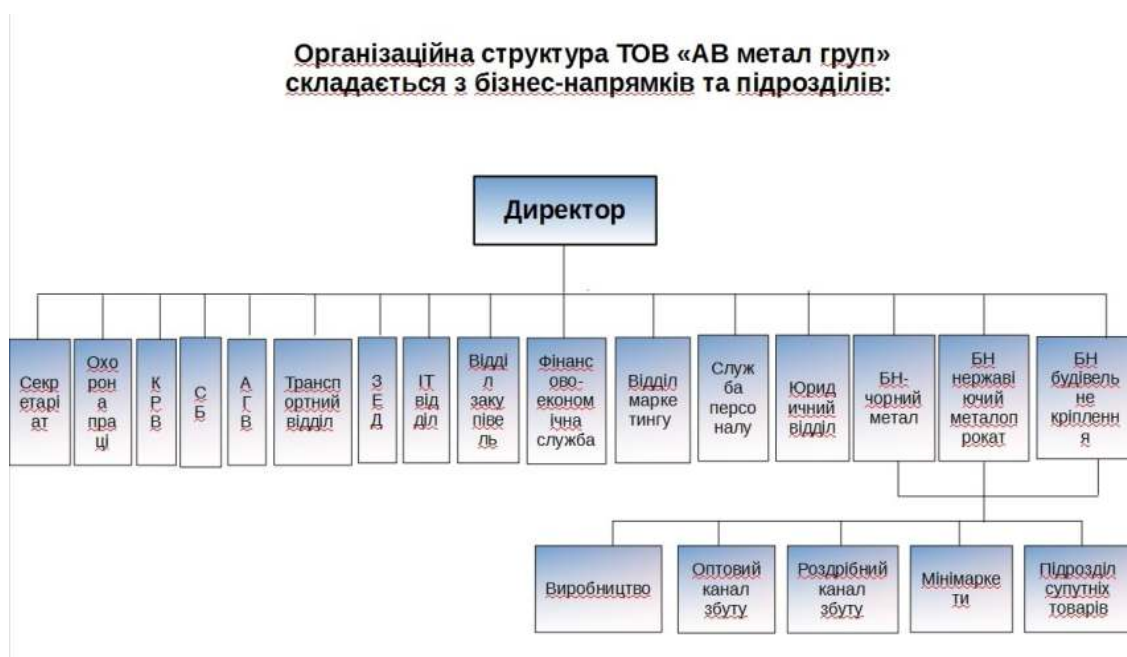 Організаційна структура ТОВ «АВ метал груп»
складається з бізнес-напрямків та підрозділів:
Директор
Секр
етарі
ат
Охо
рон
а
пра
ці
К
Р
В
С
Б
А
Г
В
Трансп
ортний
відділ
З
Е
Д
ІТ
від
діл
Відді
л
заку
піве
ль
Фінанс
ово-
економ
ічна
служба
Відділ
марке
тингу
Служ
ба
персо
налу
Юрид
ичний
відділ
БН-
чорний
метал
БН
нержаві
ючий
металоп
рокат
БН
будівель
не
кріпленн
я
Виробництво
Оптовий
канал
збуту
Роздрібний
канал
збуту
Мінімарке
ти
Підрозділ
супутніх
товарів